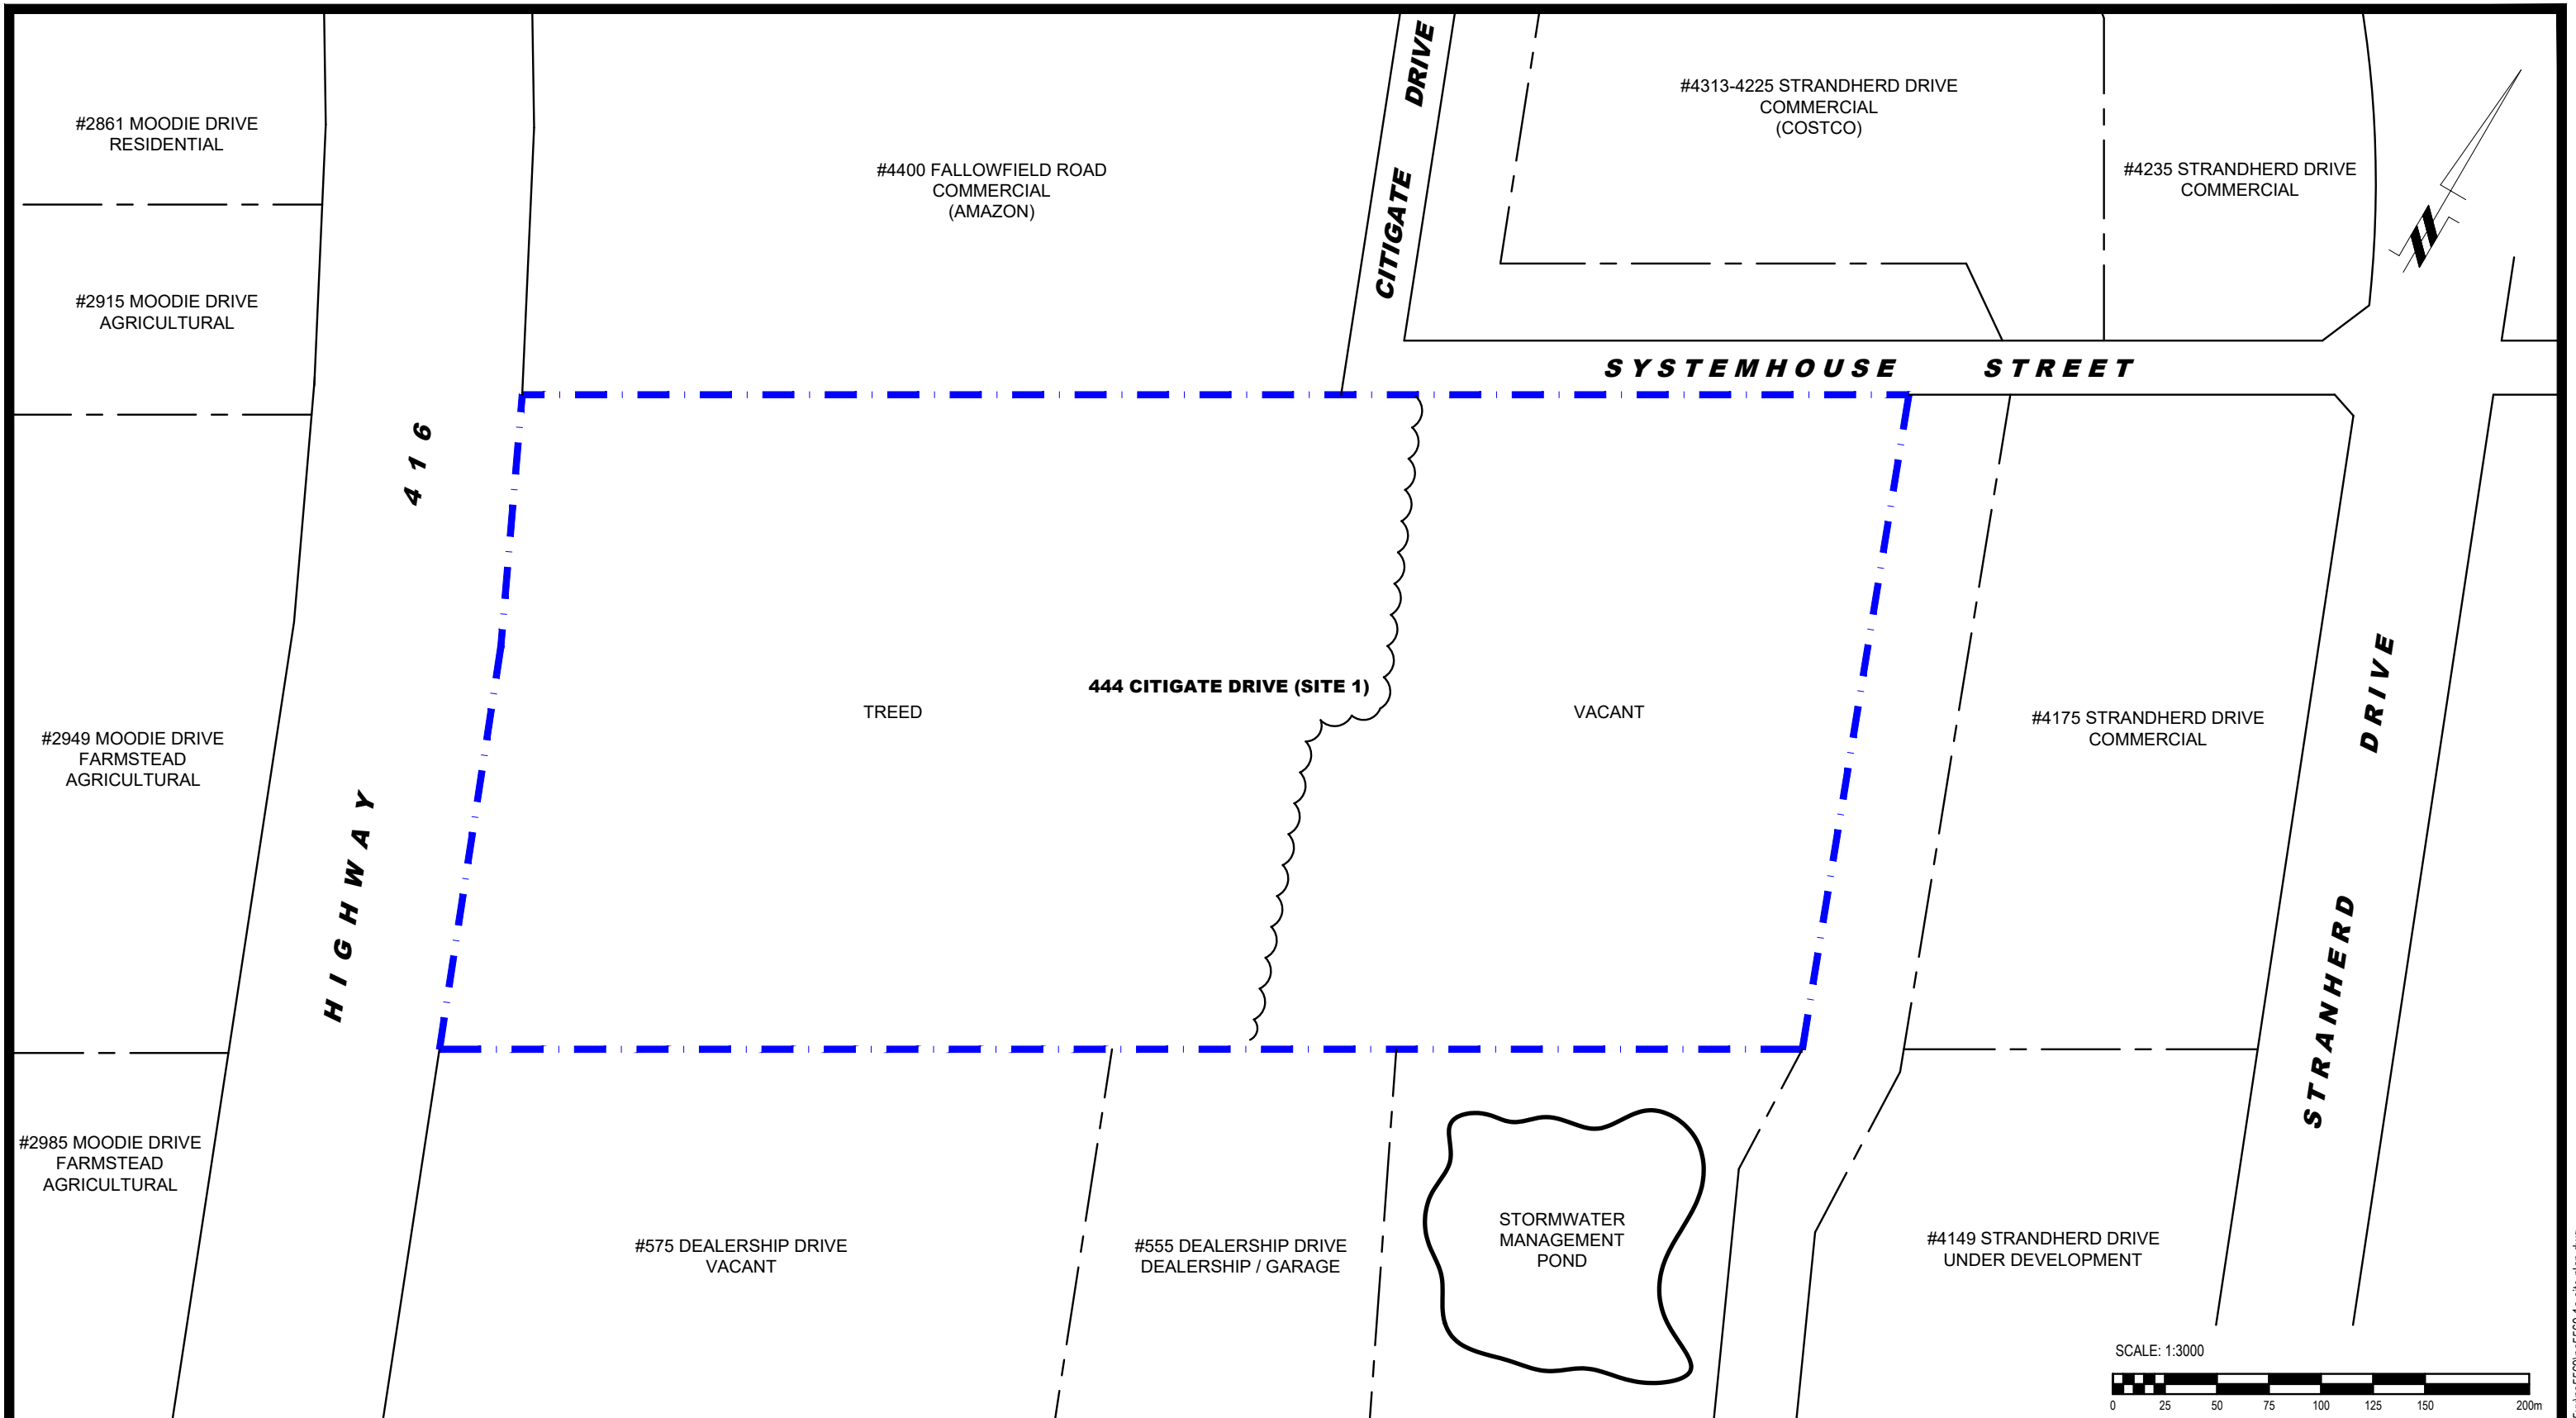 #2861 MOODIE DRIVE
RESIDENTIAL
#2915 MOODIE DRIVE
AGRICULTURAL
#2949 MOODIE DRIVE
FARMSTEAD
AGRICULTURAL
#2985 MOODIE DRIVE
FARMSTEAD
AGRICULTURAL
HIGHWAY 416
#4400 FALLOWFIELD ROAD
COMMERCIAL
(AMAZON)
CITIGATE DRIVE
#4313-4225 STRANDHERD DRIVE
COMMERCIAL
(COSTCO)
#4235 STRANDHERD DRIVE
COMMERCIAL
N
SYSTEMHOUSE STREET
444 CITIGATE DRIVE (SITE 1)
TREED
VACANT
#4175 STRANDHERD DRIVE
COMMERCIAL
STRANHERD DRIVE
#575 DEALERSHIP DRIVE
VACANT
#555 DEALERSHIP DRIVE
DEALERSHIP / GARAGE
STORMWATER
MANAGEMENT
POND
#4149 STRANDHERD DRIVE
UNDER DEVELOPMENT
SCALE: 1:3000
0 25 50 75 100 125 150 200m